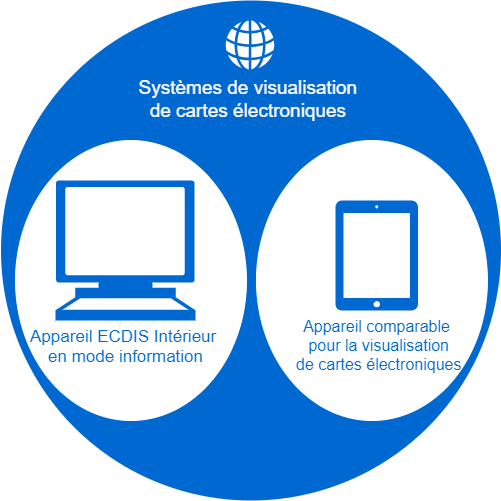 Systèmes de visualisation
de cartes électroniques
Appareil ECDIS Intérieur
en mode information
Appareil comparable
pour la visualisation
de cartes électroniques